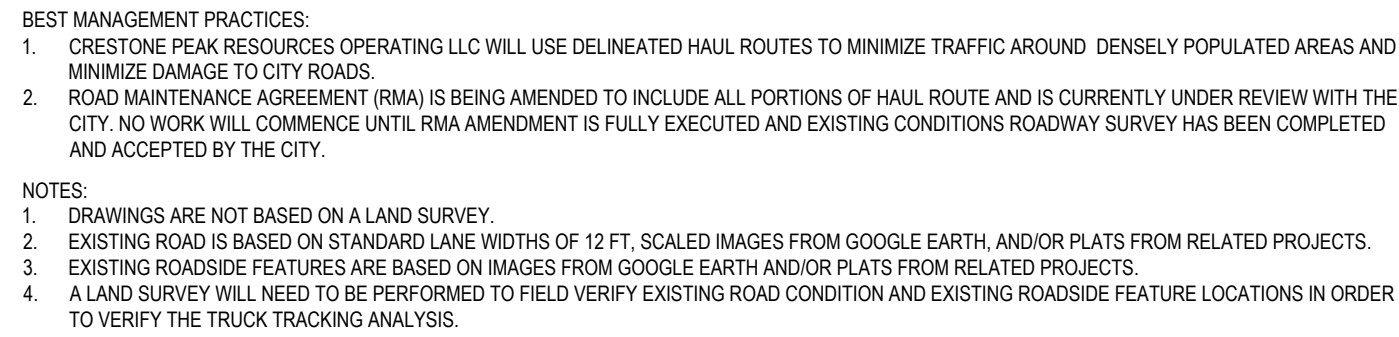 BEST MANAGEMENT PRACTICES:
1. CRESTONE PEAK RESOURCES OPERATING LLC WILL USE DELINEATED HAUL ROUTES TO MINIMIZE TRAFFIC AROUND DENSELY POPULATED AREAS AND
MINIMIZE DAMAGE TO CITY ROADS.
2. ROAD MAINTENANCE AGREEMENT (RMA) IS BEING AMENDED TO INCLUDE ALL PORTIONS OF HAUL ROUTE AND IS CURRENTLY UNDER REVIEW WITH THE
CITY. NO WORK WILL COMMENCE UNTIL RMA AMENDMENT IS FULLY EXECUTED AND EXISTING CONDITIONS ROADWAY SURVEY HAS BEEN COMPLETED
AND ACCEPTED BY THE CITY.
NOTES:
1. DRAWINGS ARE NOT BASED ON A LAND SURVEY.
2. EXISTING ROAD IS BASED ON STANDARD LANE WIDTHS OF 12 FT, SCALED IMAGES FROM GOOGLE EARTH, AND/OR PLATS FROM RELATED PROJECTS.
3. EXISTING ROADSIDE FEATURES ARE BASED ON IMAGES FROM GOOGLE EARTH AND/OR PLATS FROM RELATED PROJECTS.
4. A LAND SURVEY WILL NEED TO BE PERFORMED TO FIELD VERIFY EXISTING ROAD CONDITION AND EXISTING ROADSIDE FEATURE LOCATIONS IN ORDER
TO VERIFY THE TRUCK TRACKING ANALYSIS.